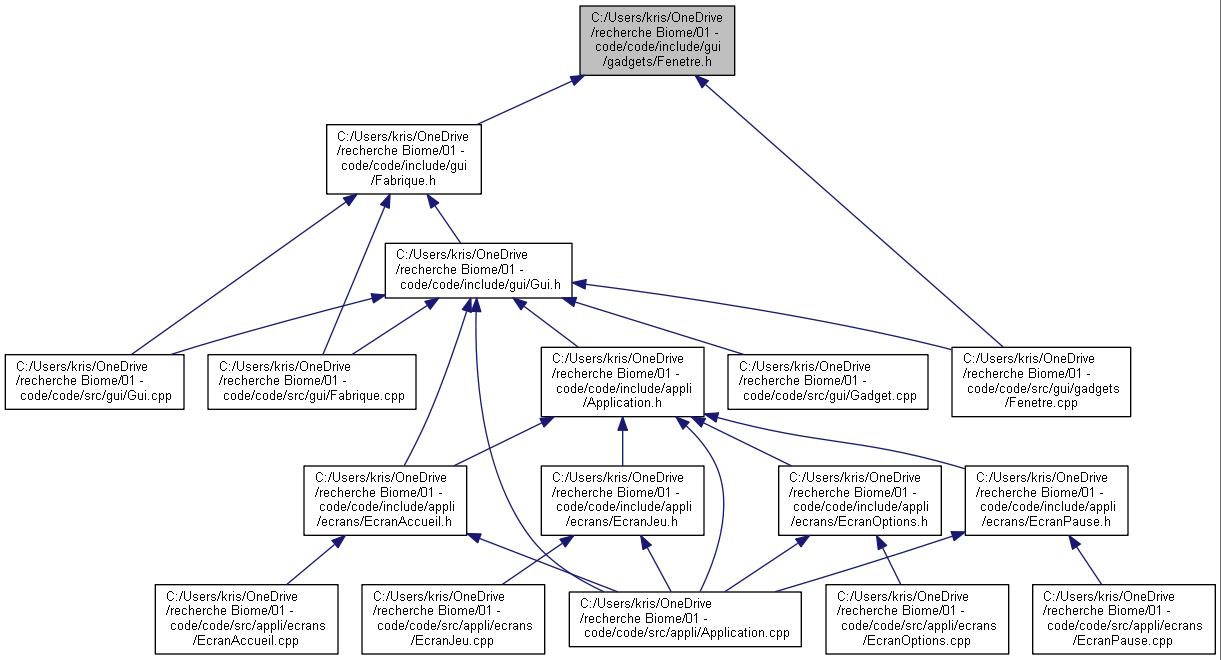 C:/Users/kris/OneDrive
/recherche Biome/01 -
code/code/include/gui
/gadgets/Fenetre.h
C:/Users/kris/OneDrive
/recherche Biome/01 -
code/code/include/gui
/Fabrique.h
C:/Users/kris/OneDrive
/recherche Biome/01 -
code/code/include/gui/Gui.h
C:/Users/kris/OneDrive
/recherche Biome/01 -
code/code/src/gui/Gui.cpp
C:/Users/kris/OneDrive
/recherche Biome/01 -
code/code/src/gui/Fabrique.cpp
C:/Users/kris/OneDrive
/recherche Biome/01 -
code/code/include/appli
/Application.h
C:/Users/kris/OneDrive
/recherche Biome/01 -
code/code/src/gui/Gadget.cpp
C:/Users/kris/OneDrive
/recherche Biome/01 -
code/code/src/gui/gadgets
/Fenetre.cpp
C:/Users/kris/OneDrive
/recherche Biome/01 -
code/code/include/appli
/ecrans/EcranAccueil.h
C:/Users/kris/OneDrive
/recherche Biome/01 -
code/code/include/appli
/ecrans/EcranJeu.h
C:/Users/kris/OneDrive
/recherche Biome/01 -
code/code/include/appli
/ecrans/EcranOptions.h
C:/Users/kris/OneDrive
/recherche Biome/01 -
code/code/include/appli
/ecrans/EcranPause.h
C:/Users/kris/OneDrive
/recherche Biome/01 -
code/code/src/appli/ecrans
/EcranAccueil.cpp
C:/Users/kris/OneDrive
/recherche Biome/01 -
code/code/src/appli/ecrans
/EcranJeu.cpp
C:/Users/kris/OneDrive
/recherche Biome/01 -
code/code/src/appli/Application.cpp
C:/Users/kris/OneDrive
/recherche Biome/01 -
code/code/src/appli/ecrans
/EcranOptions.cpp
C:/Users/kris/OneDrive
/recherche Biome/01 -
code/code/src/appli/ecrans
/EcranPause.cpp